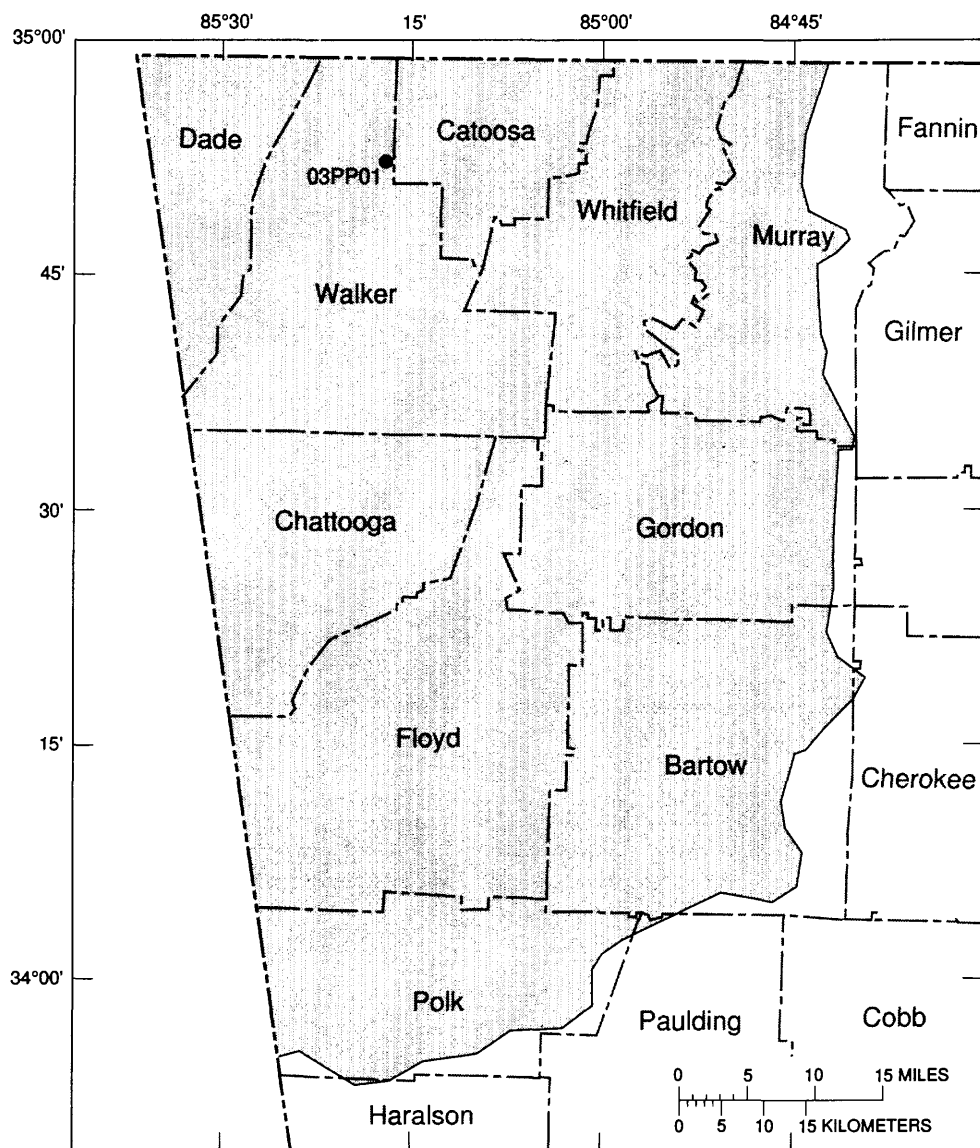 85°30' 15' 85°00' 84°45'
35°00'
Dade
Catoosa
Fannin
03PP01
Whitfield
Murray
45'
Walker
Gilmer
30'
Chattooga
Gordon
15'
Floyd
Bartow
Cherokee
34°00'
Polk
Paulding
Cobb
0 5 10 15 MILES
0 5 10 15 KILOMETERS
Haralson